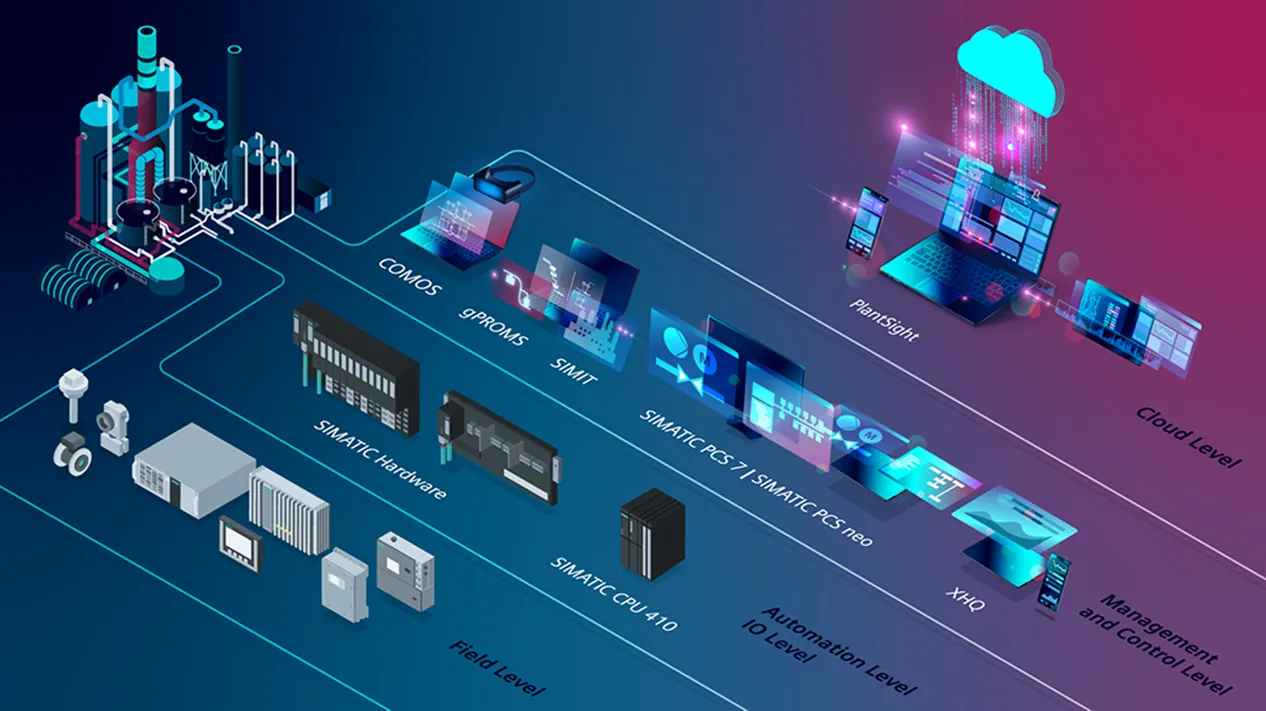 COMOS
gPROMS
SIMIT
PlantSight
SIMATIC Hardware
SIMATIC PCS 7 | SIMATIC PCS neo
SIMATIC CPU 410
XHQ
Cloud Level
Management
and Control Level
Automation Level
IO Level
Field Level